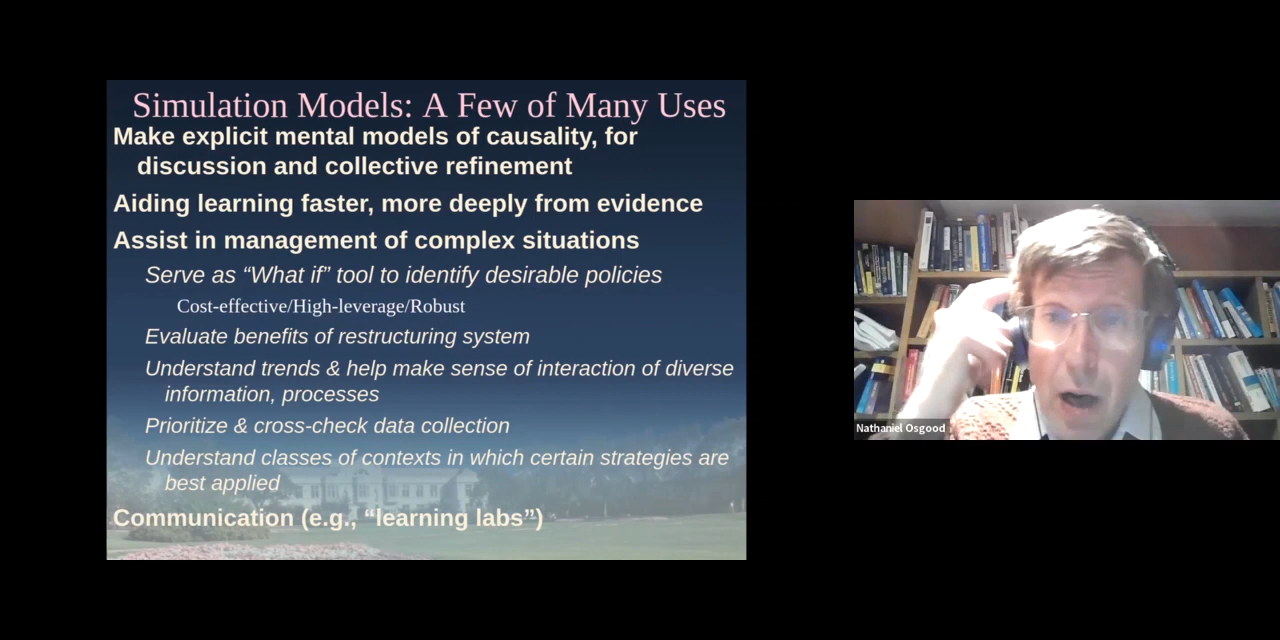 Simulation Models: A Few of Many Uses
Make explicit mental models of causality, for
discussion and collective refinement
Aiding learning faster, more deeply from evidence
Assist in management of complex situations
Serve as “What if” tool to identify desirable policies
Cost-effective/High-leverage/Robust
Evaluate benefits of restructuring system
Understand trends & help make sense of interaction of diverse
information, processes
Prioritize & cross-check data collection
Understand classes of contexts in which certain strategies are
best applied
Communication (e.g., “learning labs”)
Nathaniel Osgood